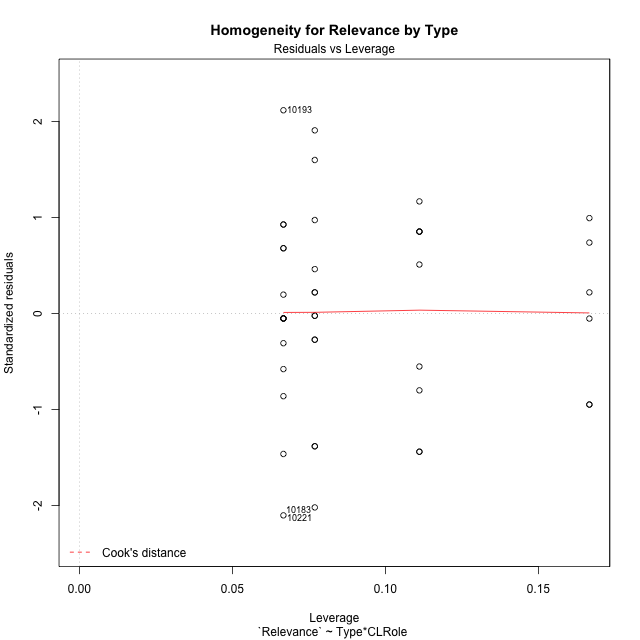 Homogeneity for Relevance by Type
Residuals vs Leverage
10193
2
1
0
-1
-2
Standardized residuals
10183
10221
Cook's distance
0.00 0.05 0.10 0.15
Leverage
`Relevance` ~ Type*CLRole